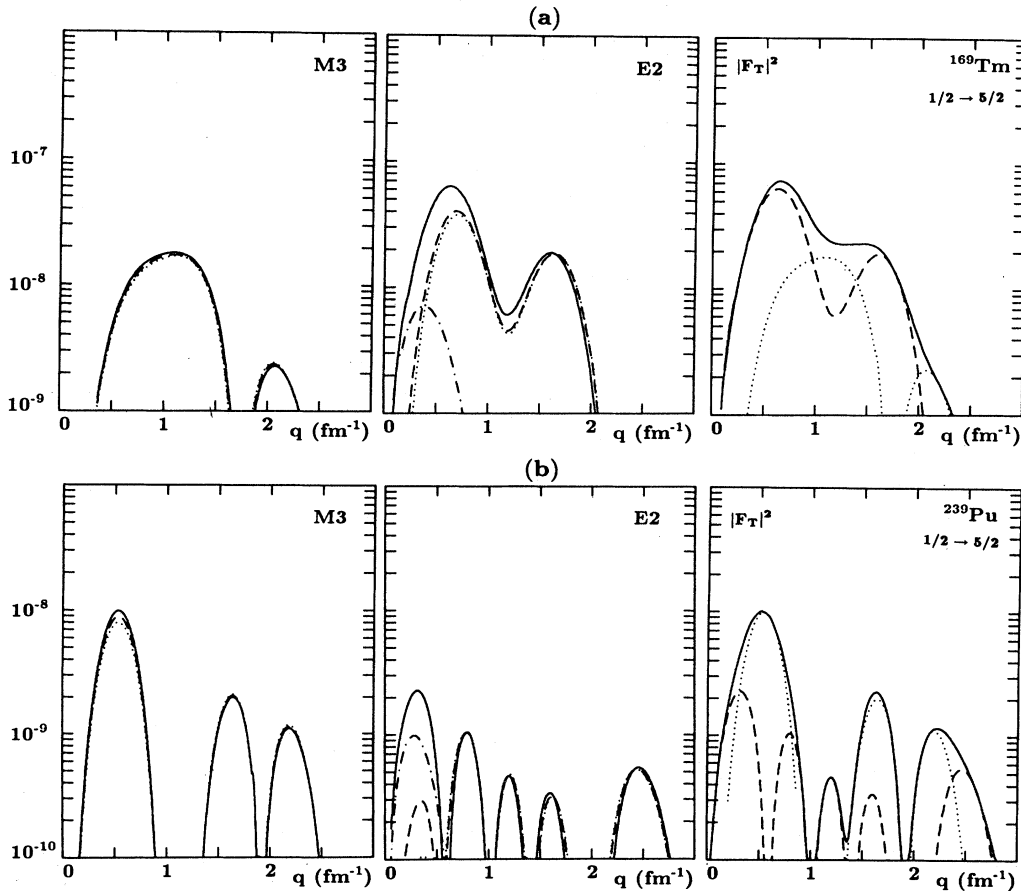 (a)
M3
E2
|F_T|²
¹⁶⁹Tm
1/2 → 5/2
10⁻⁷
10⁻⁸
10⁻⁹
0 1 2
q (fm⁻¹)
0 1 2
q (fm⁻¹)
0 1 2
q (fm⁻¹)
(b)
M3
E2
|F_T|²
²³⁹Pu
1/2 → 5/2
10⁻⁸
10⁻⁹
10⁻¹⁰
0 1 2
q (fm⁻¹)
0 1 2
q (fm⁻¹)
0 1 2
q (fm⁻¹)